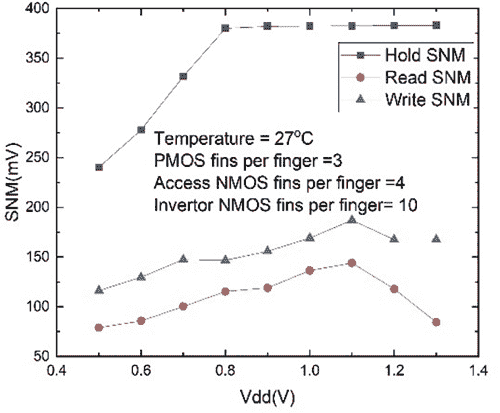 400
350
300
250
200
150
100
50
SNM(mV)
Hold SNM
Read SNM
Write SNM
Temperature = 27°C
PMOS fins per finger =3
Access NMOS fins per finger =4
Invertor NMOS fins per finger= 10
0.4 0.6 0.8 1.0 1.2 1.4
Vdd(V)